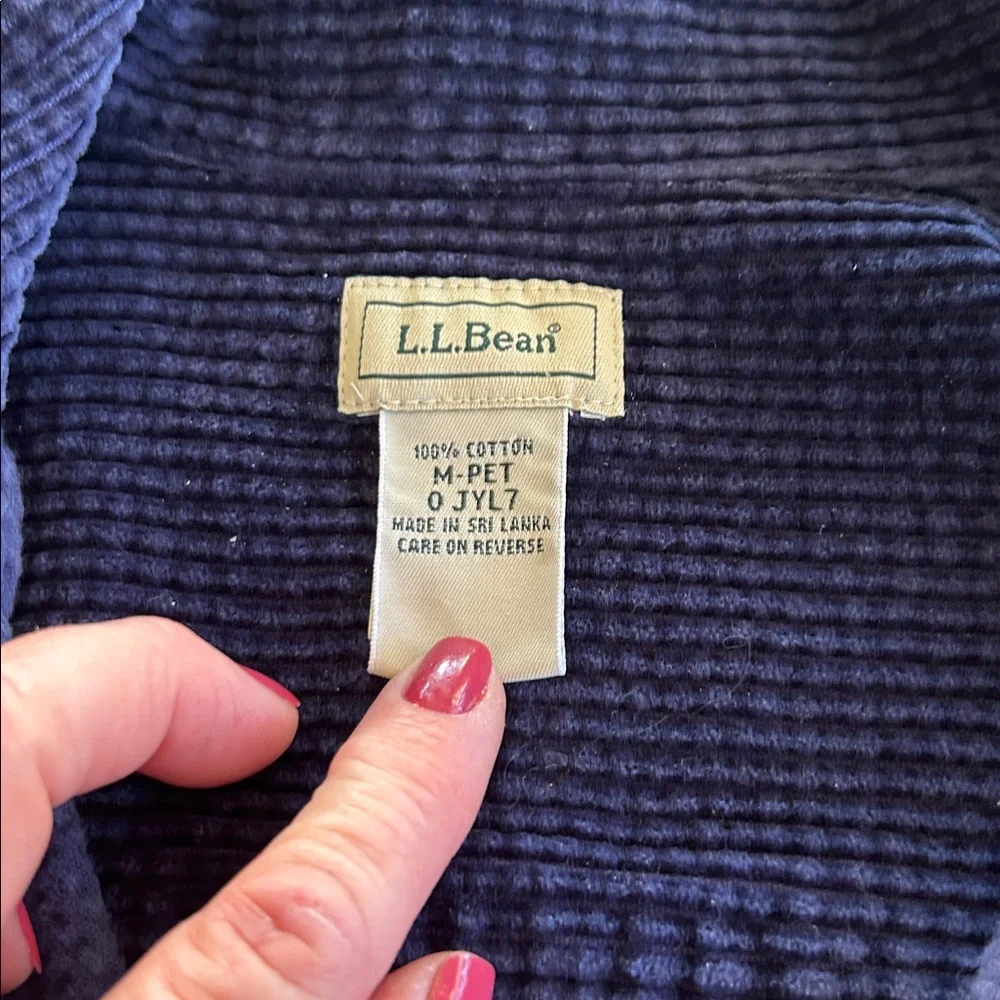 L.L.Bean®
100% COTTON
M-PET
0 JYL7
MADE IN SRI LANKA
CARE ON REVERSE